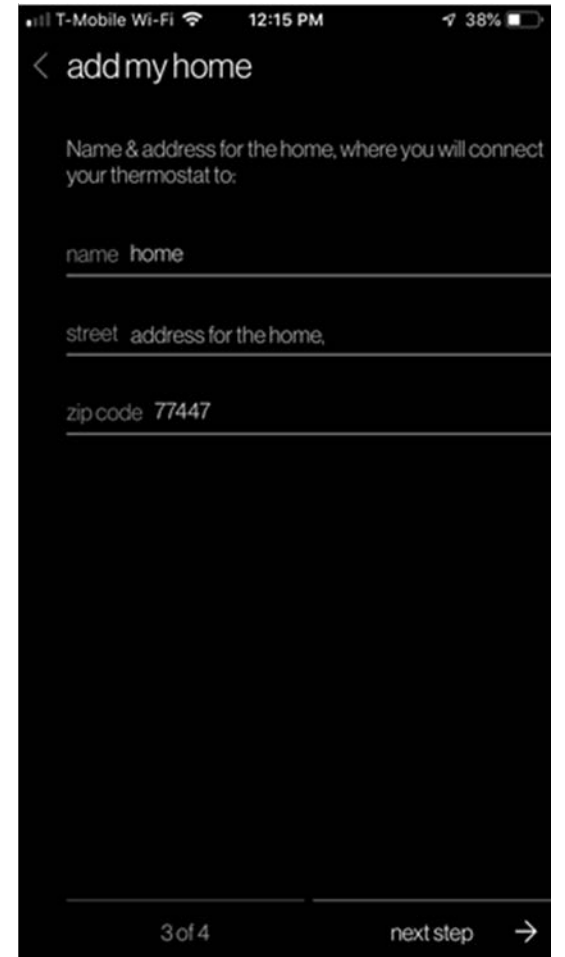 T-Mobile Wi-Fi 12:15 PM 38%
add my home
Name & address for the home, where you will connect
your thermostat to:
name home
street address for the home,
zip code 77447
3 of 4 next step →